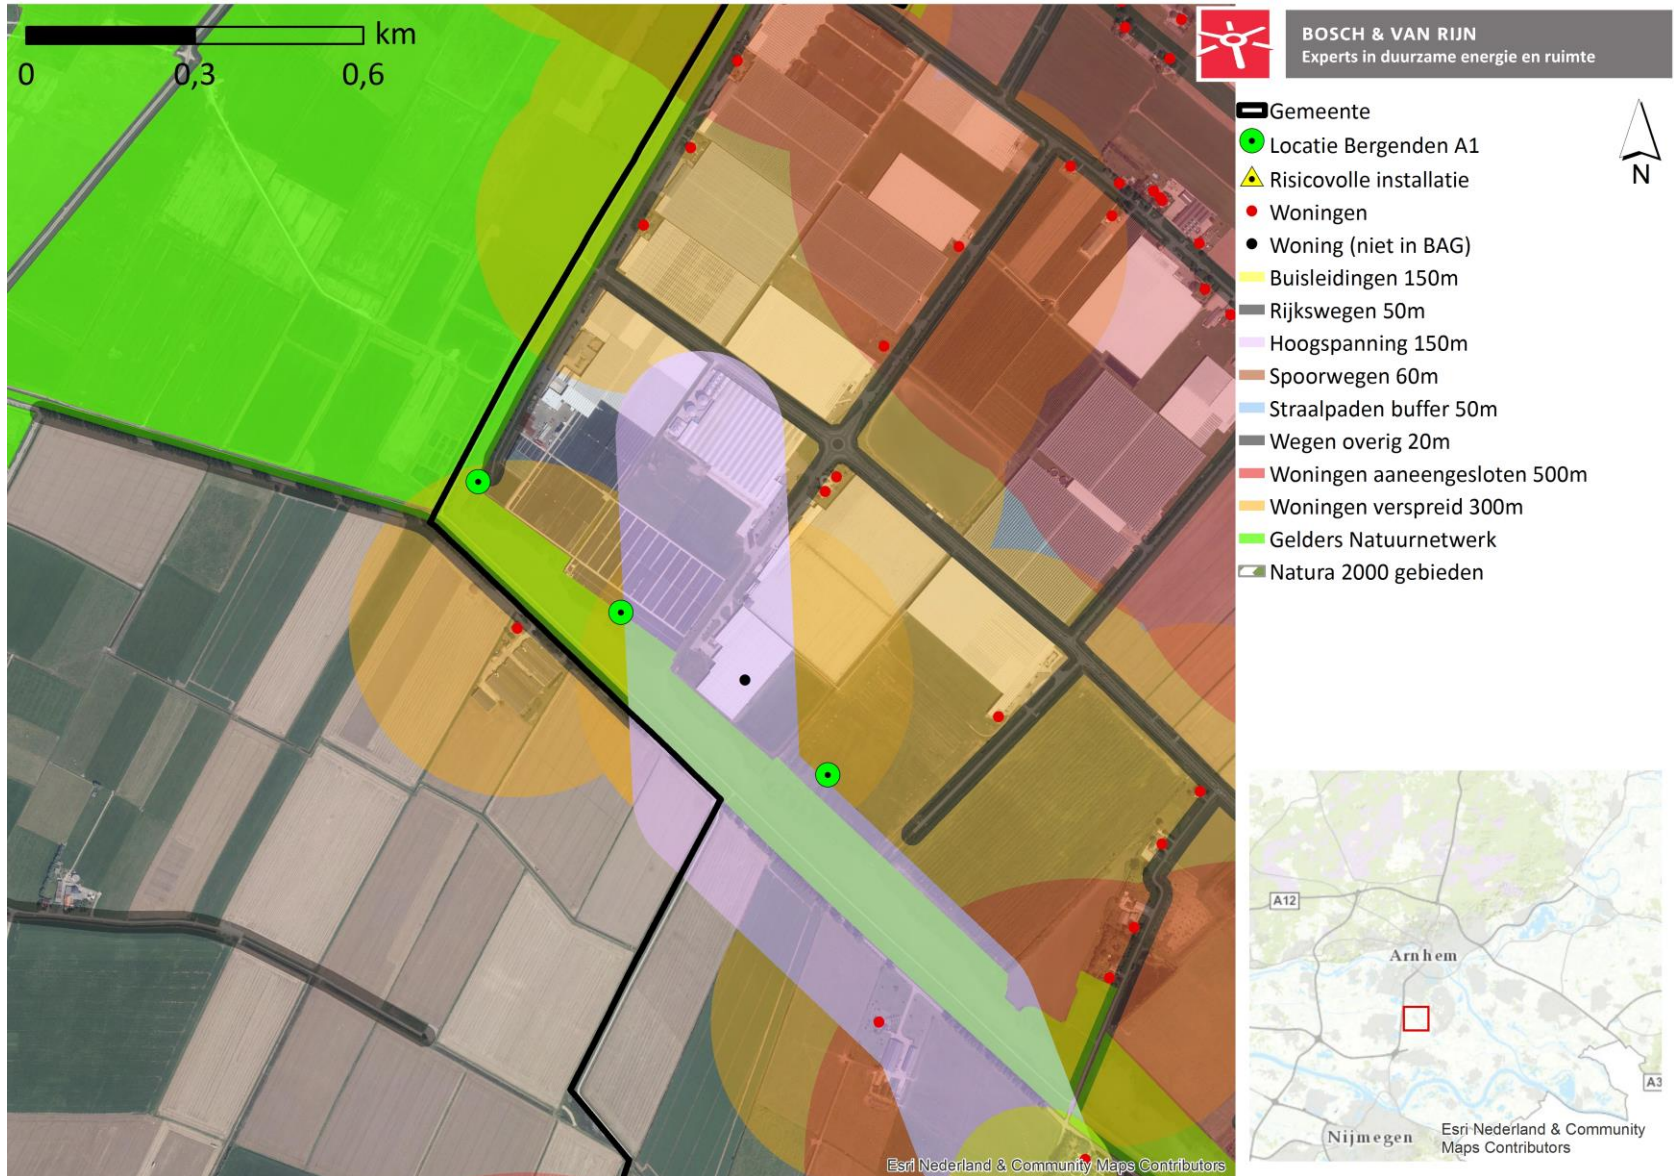 km
0 0,3 0,6
BOSCH & VAN RIJN
Experts in duurzame energie en ruimte
Gemeente
Locatie Bergenden A1
Risicovolle installatie
Woningen
Woning (niet in BAG)
Buisleidingen 150m
Rijkswegen 50m
Hoogspanning 150m
Spoorwegen 60m
Straalpaden buffer 50m
Wegen overig 20m
Woningen aaneengesloten 500m
Woningen verspreid 300m
Gelders Natuurnetwerk
Natura 2000 gebieden
N
A12
Arnhem
A3
Nijmegen
Esri Nederland & Community
Maps Contributors
Esri Nederland & Community Maps Contributors